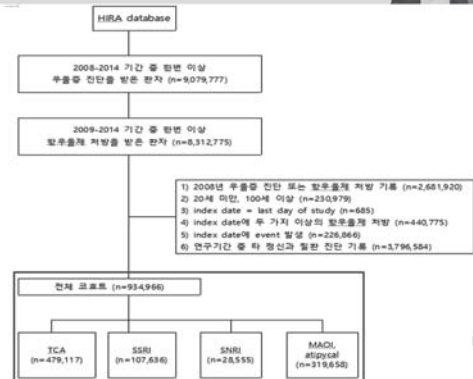 HIRA database
2008-2014 기간 중 한번 이상
우울증 진단을 받은 환자 (n=9,079,777)
2009-2014 기간 중 한번 이상
항우울제 처방을 받은 환자 (n=8,312,775)
1) 2008년 우울증 진단 또는 항우울제 처방 기록 (n=2,681,920)
2) 20세 미만, 100세 이상 (n=230,979)
3) index date = last day of study (n=685)
4) index date에 두 가지 이상의 항우울제 처방 (n=440,775)
5) index date에 event 발생 (n=226,866)
6) 연구기간 중 타 정신과 질환 진단 기록 (n=3,796,584)
전체 코호트 (n=934,966)
TCA
(n=479,117)
SSRI
(n=107,636)
SNRI
(n=28,555)
MAOI,
atipycal
(n=319,658)